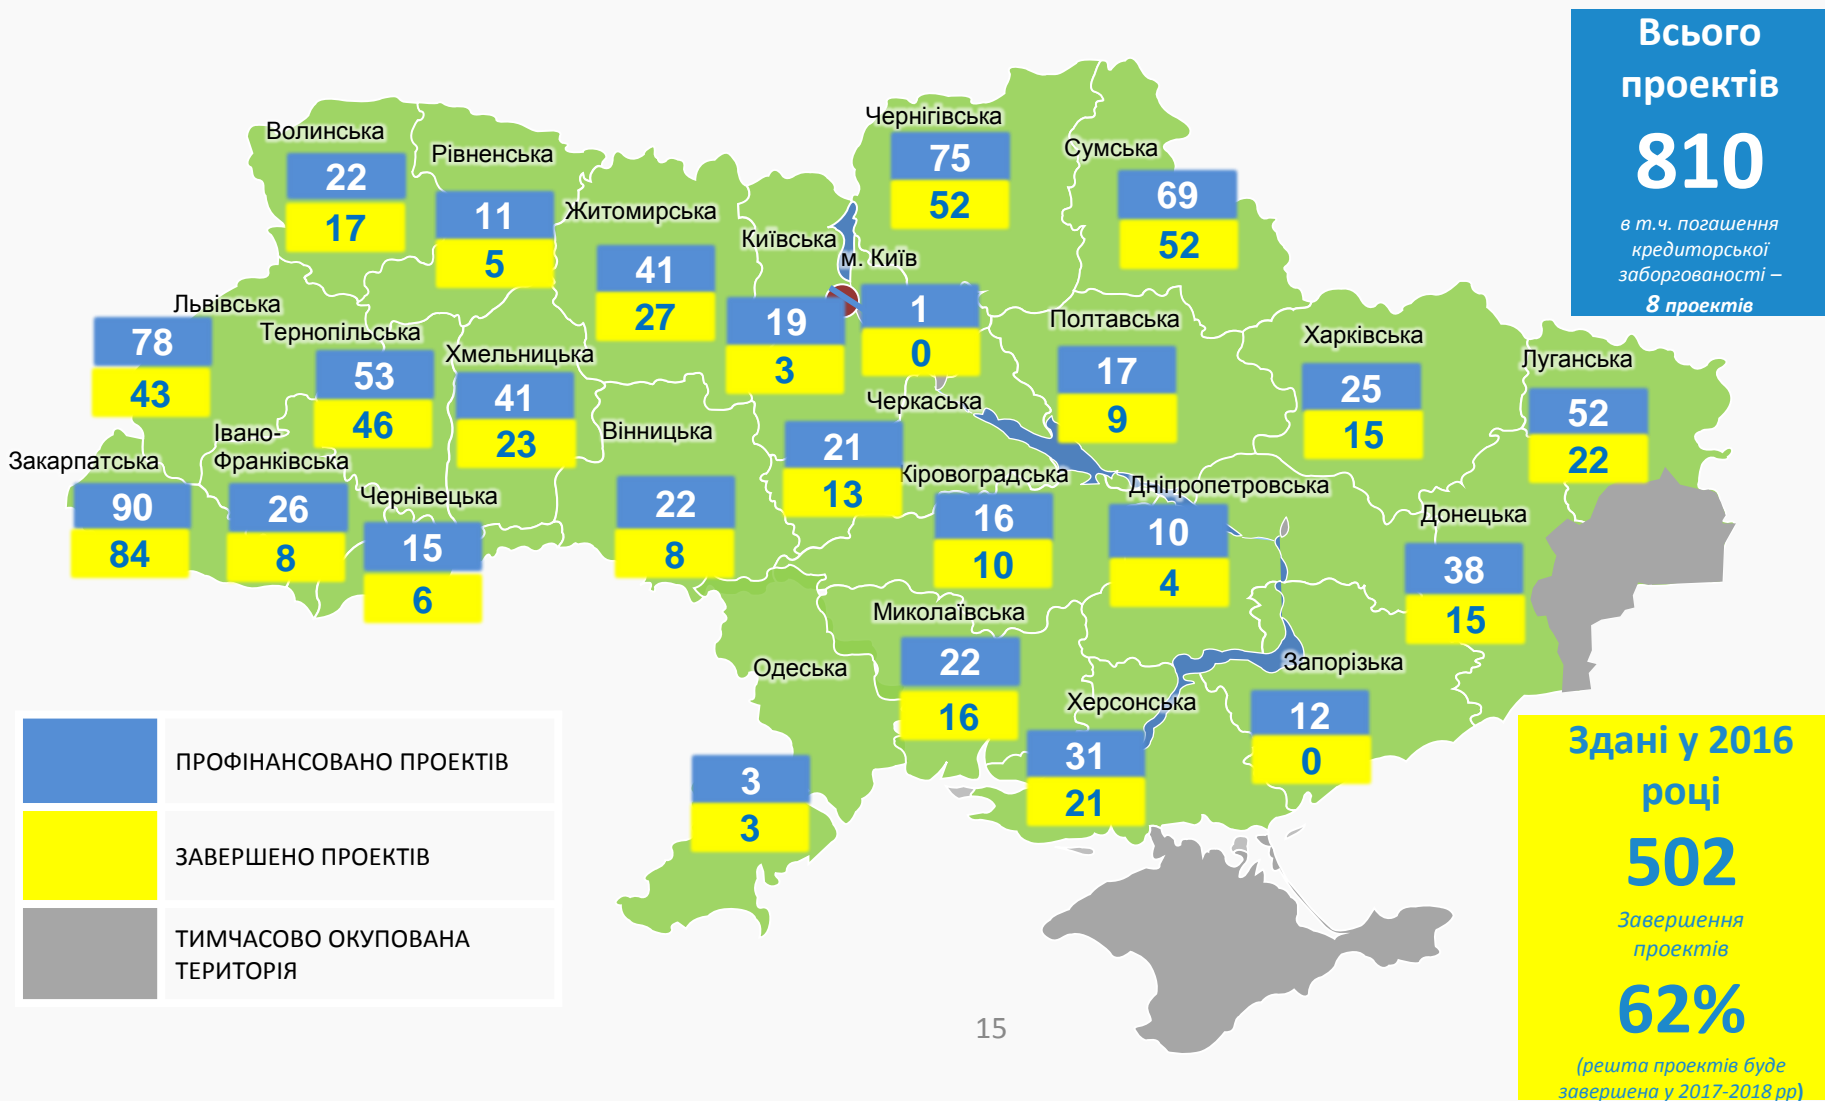 Всього
проектів
810
в т.ч. погашення
кредиторської
заборгованості –
8 проектів
Волинська
22
17
Рівненська
11
5
Житомирська
41
27
Київська
19
3
м. Київ
1
0
Чернігівська
75
52
Сумська
69
52
Львівська
78
43
Тернопільська
53
46
Хмельницька
41
23
Вінницька
22
8
Черкаська
21
13
Полтавська
17
9
Харківська
25
15
Луганська
52
22
Закарпатська
90
84
Івано-
Франківська
26
8
Чернівецька
15
6
Кіровоградська
16
10
Дніпропетровська
10
4
Донецька
38
15
Миколаївська
22
16
Одеська
3
3
Херсонська
31
21
Запорізька
12
0
ПРОФІНАНСОВАНО ПРОЕКТІВ
ЗАВЕРШЕНО ПРОЕКТІВ
ТИМЧАСОВО ОКУПОВАНА
ТЕРИТОРІЯ
Здані у 2016
році
502
Завершення
проектів
62%
(решта проектів буде
завершена у 2017-2018 рр)
15